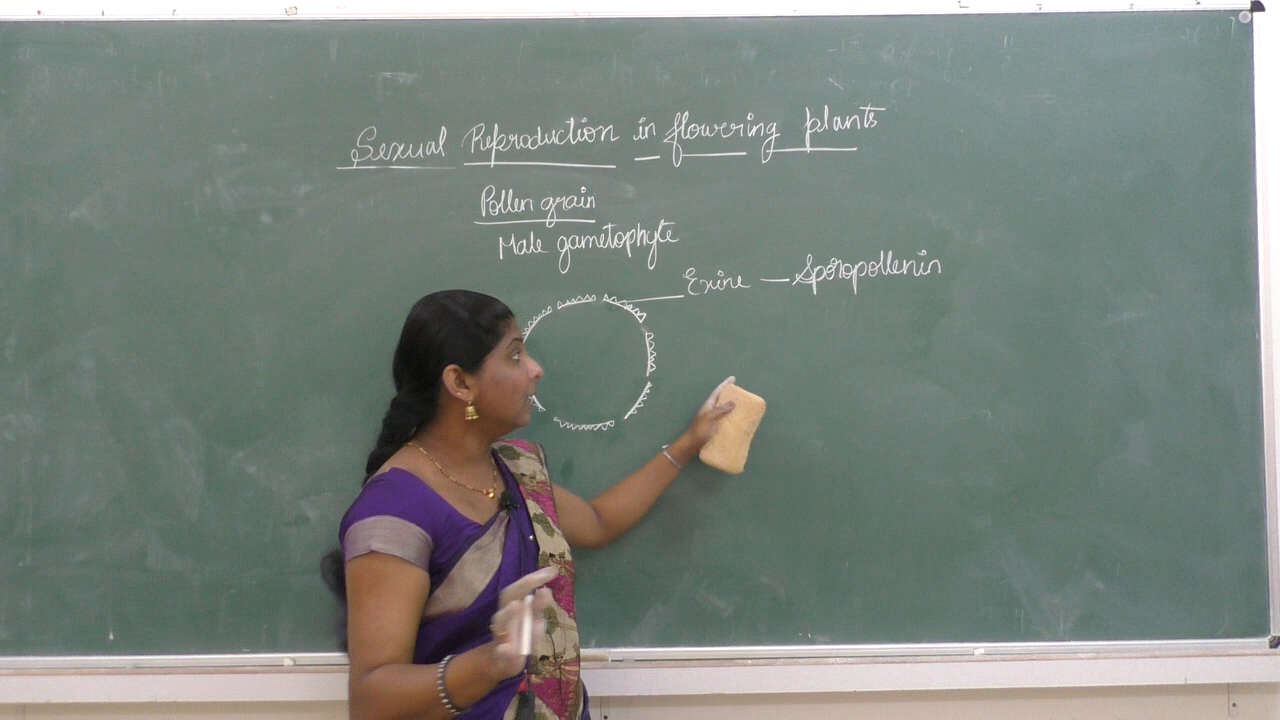 Sexual Reproduction in flowering plants
Pollen grain
Male gametophyte
Exine — Sporopollenin